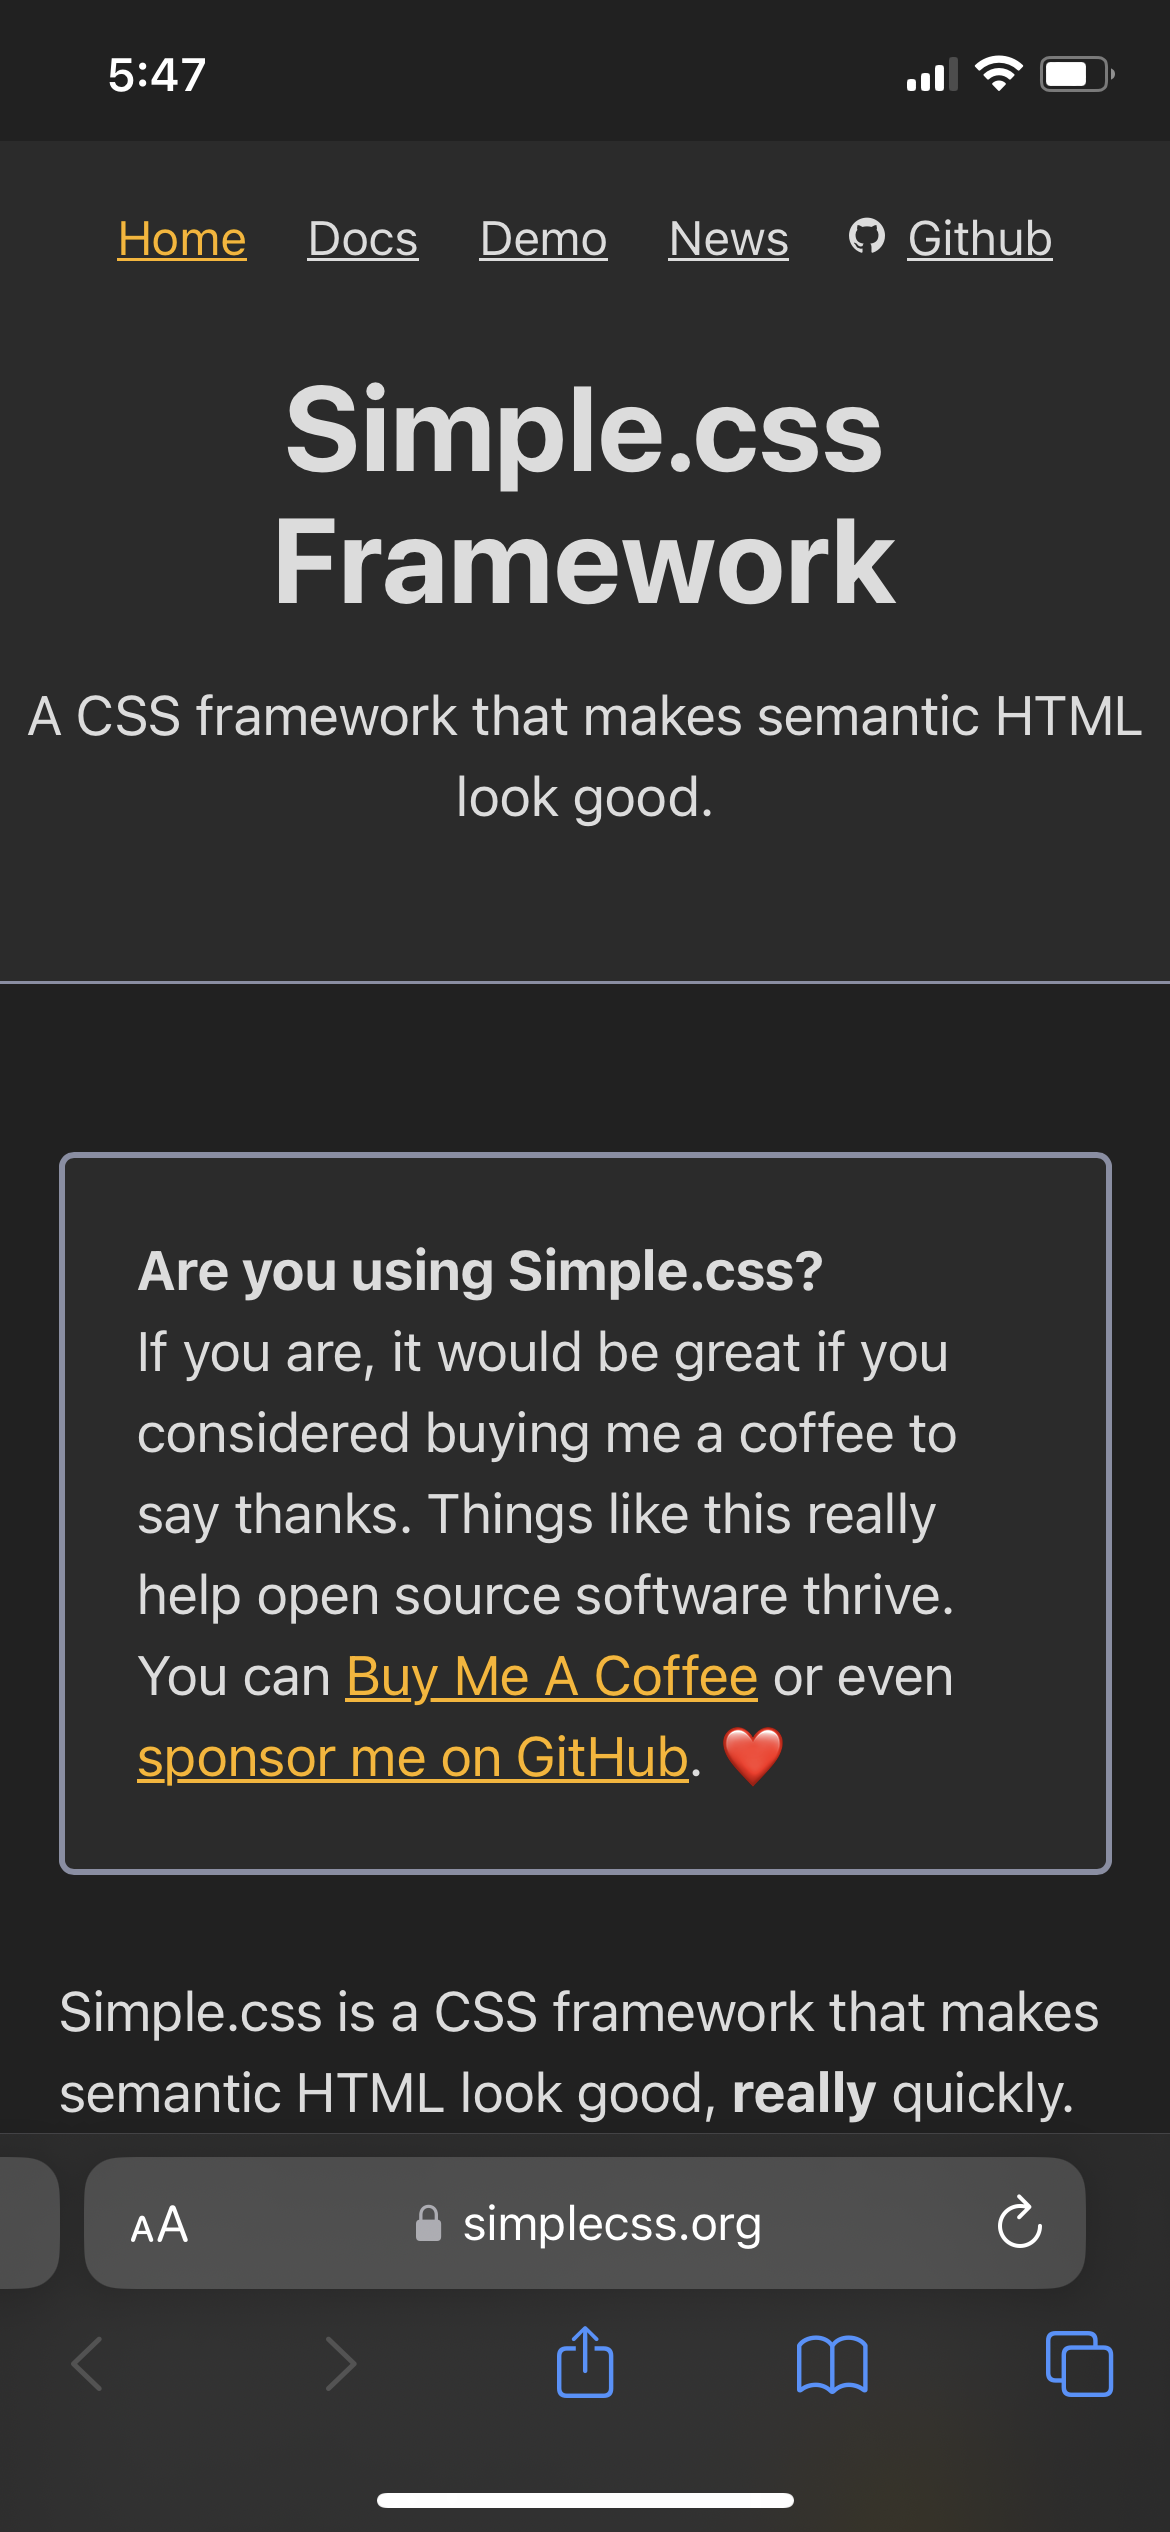 5:47
Home Docs Demo News Github
Simple.css
Framework
A CSS framework that makes semantic HTML
look good.
Are you using Simple.css?
If you are, it would be great if you
considered buying me a coffee to
say thanks. Things like this really
help open source software thrive.
You can Buy Me A Coffee or even
sponsor me on GitHub. ❤️
Simple.css is a CSS framework that makes
semantic HTML look good, really quickly.
AA simplecss.org